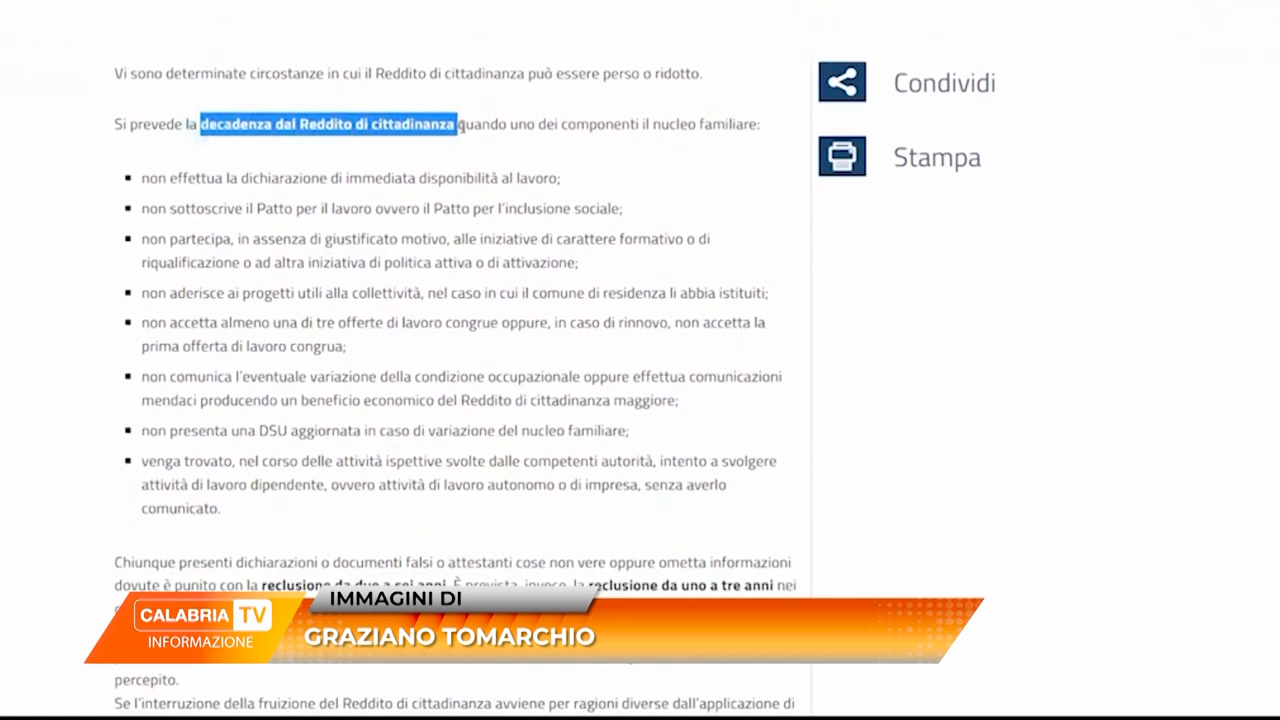 Vi sono determinate circostanze in cui il Reddito di cittadinanza può essere perso o ridotto.
Si prevede la decadenza dal Reddito di cittadinanza quando uno dei componenti il nucleo familiare:
non effettua la dichiarazione di immediata disponibilità al lavoro;
non sottoscrive il Patto per il lavoro ovvero il Patto per l'inclusione sociale;
non partecipa, in assenza di giustificato motivo, alle iniziative di carattere formativo o di
riqualificazione o ad altra iniziativa di politica attiva o di attivazione;
non aderisce ai progetti utili alla collettività, nel caso in cui il comune di residenza li abbia istituiti;
non accetta almeno una di tre offerte di lavoro congrue oppure, in caso di rinnovo, non accetta la
prima offerta di lavoro congrua;
non comunica l'eventuale variazione della condizione occupazionale oppure effettua comunicazioni
mendaci producendo un beneficio economico del Reddito di cittadinanza maggiore;
non presenta una DSU aggiornata in caso di variazione del nucleo familiare;
venga trovato, nel corso delle attività ispettive svolte dalle competenti autorità, intento a svolgere
attività di lavoro dipendente, ovvero attività di lavoro autonomo o di impresa, senza averlo
comunicato.
Chiunque presenti dichiarazioni o documenti falsi o attestanti cose non vere oppure ometta informazioni
dovute è punito con la reclusione da due a sei anni. È prevista, invece, la reclusione da uno a tre anni nei
percepito.
Se l'interruzione della fruizione del Reddito di cittadinanza avviene per ragioni diverse dall'applicazione di
Condividi
Stampa
CALABRIA TV
INFORMAZIONE
IMMAGINI DI
GRAZIANO TOMARCHIO